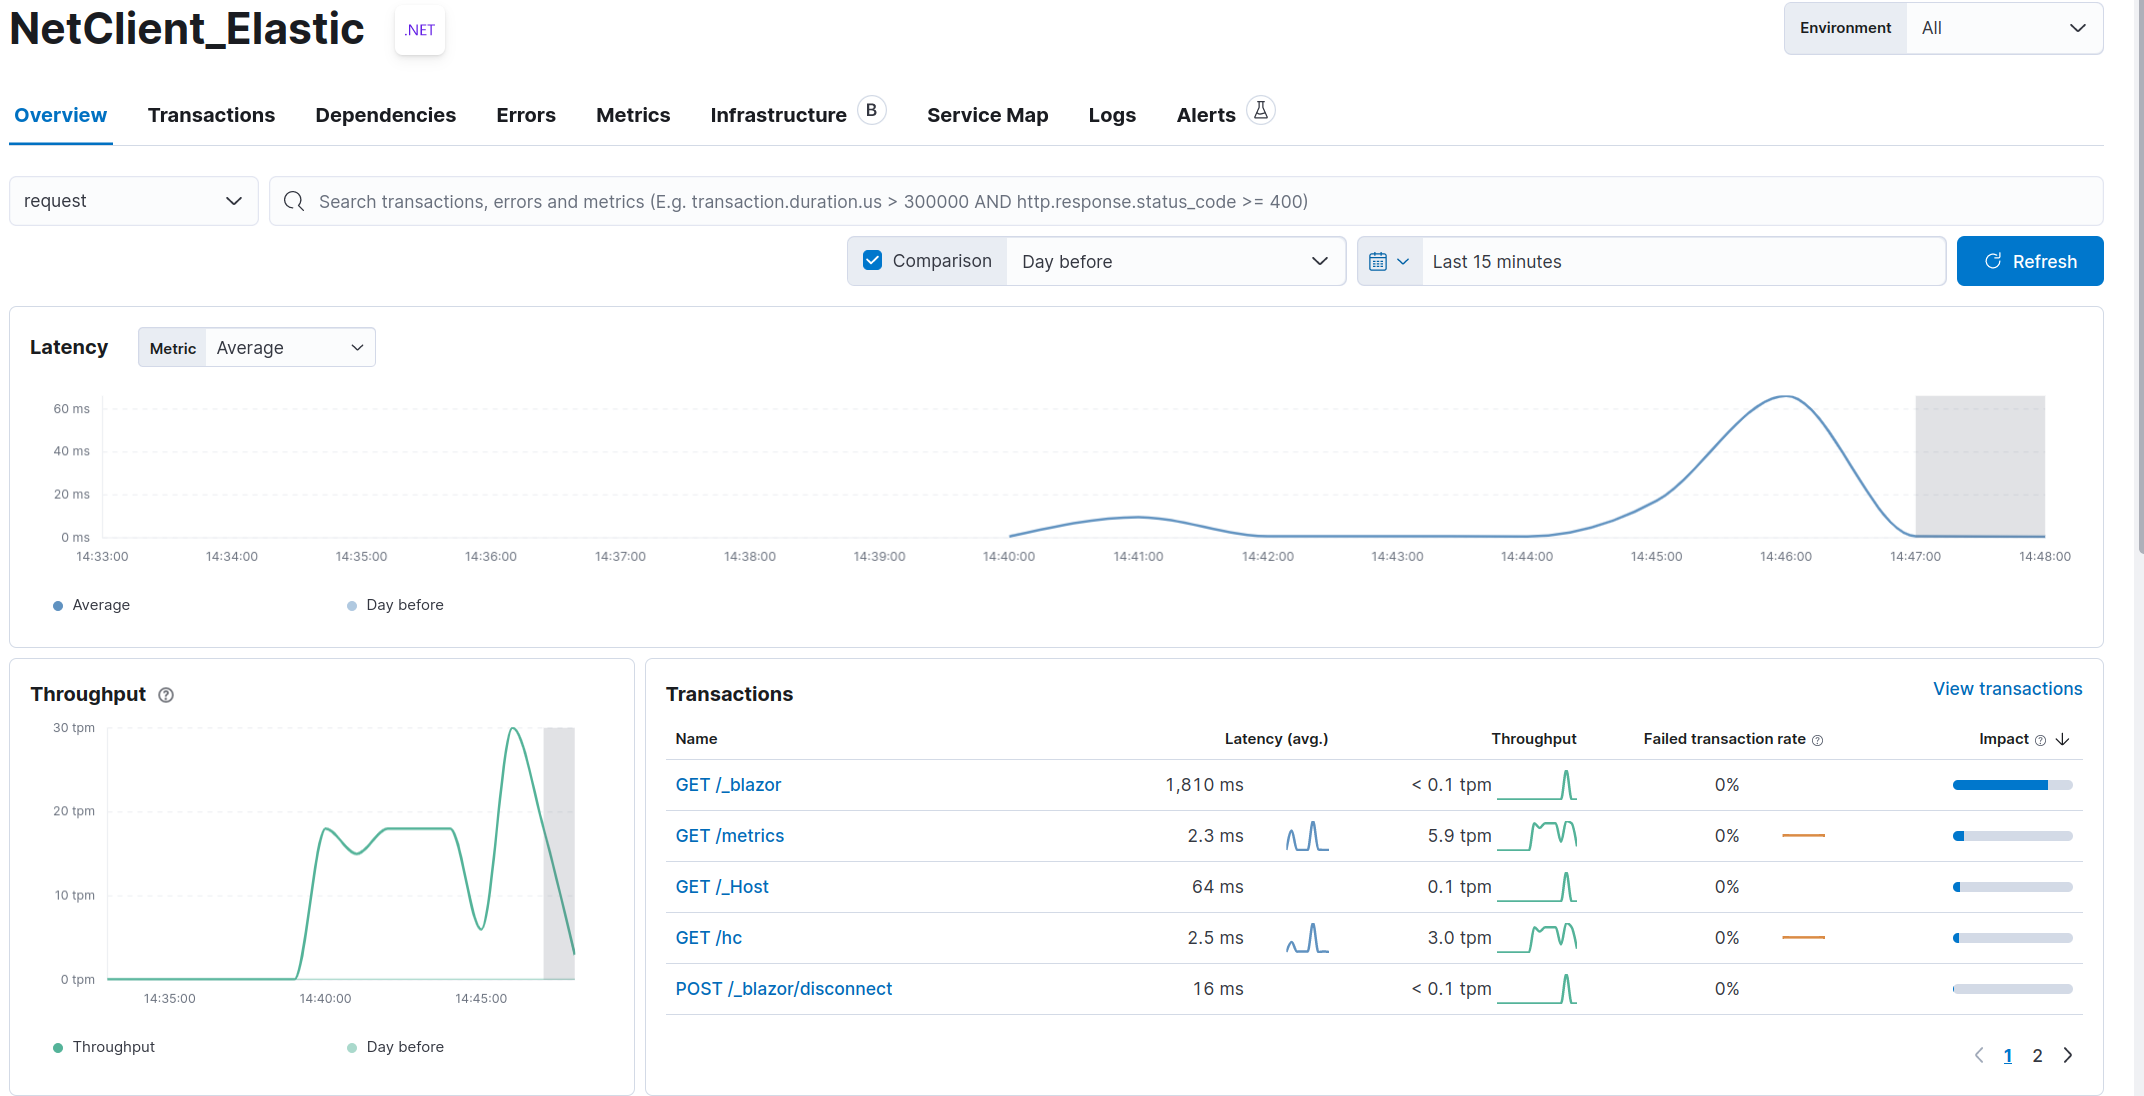 NetClient_Elastic .NET Environment All
Overview Transactions Dependencies Errors Metrics Infrastructure B Service Map Logs Alerts
request Search transactions, errors and metrics (E.g. transaction.duration.us > 300000 AND http.response.status_code >= 400)
Comparison Day before Last 15 minutes Refresh
Latency Metric Average
60 ms
40 ms
20 ms
0 ms
14:33:00 14:34:00 14:35:00 14:36:00 14:37:00 14:38:00 14:39:00 14:40:00 14:41:00 14:42:00 14:43:00 14:44:00 14:45:00 14:46:00 14:47:00 14:48:00
Average Day before
Throughput
30 tpm
20 tpm
10 tpm
0 tpm
14:35:00 14:40:00 14:45:00
Throughput Day before
Transactions View transactions
Name Latency (avg.) Throughput Failed transaction rate Impact
GET /_blazor 1,810 ms < 0.1 tpm 0%
GET /metrics 2.3 ms 5.9 tpm 0%
GET /_Host 64 ms 0.1 tpm 0%
GET /hc 2.5 ms 3.0 tpm 0%
POST /_blazor/disconnect 16 ms < 0.1 tpm 0%
1 2